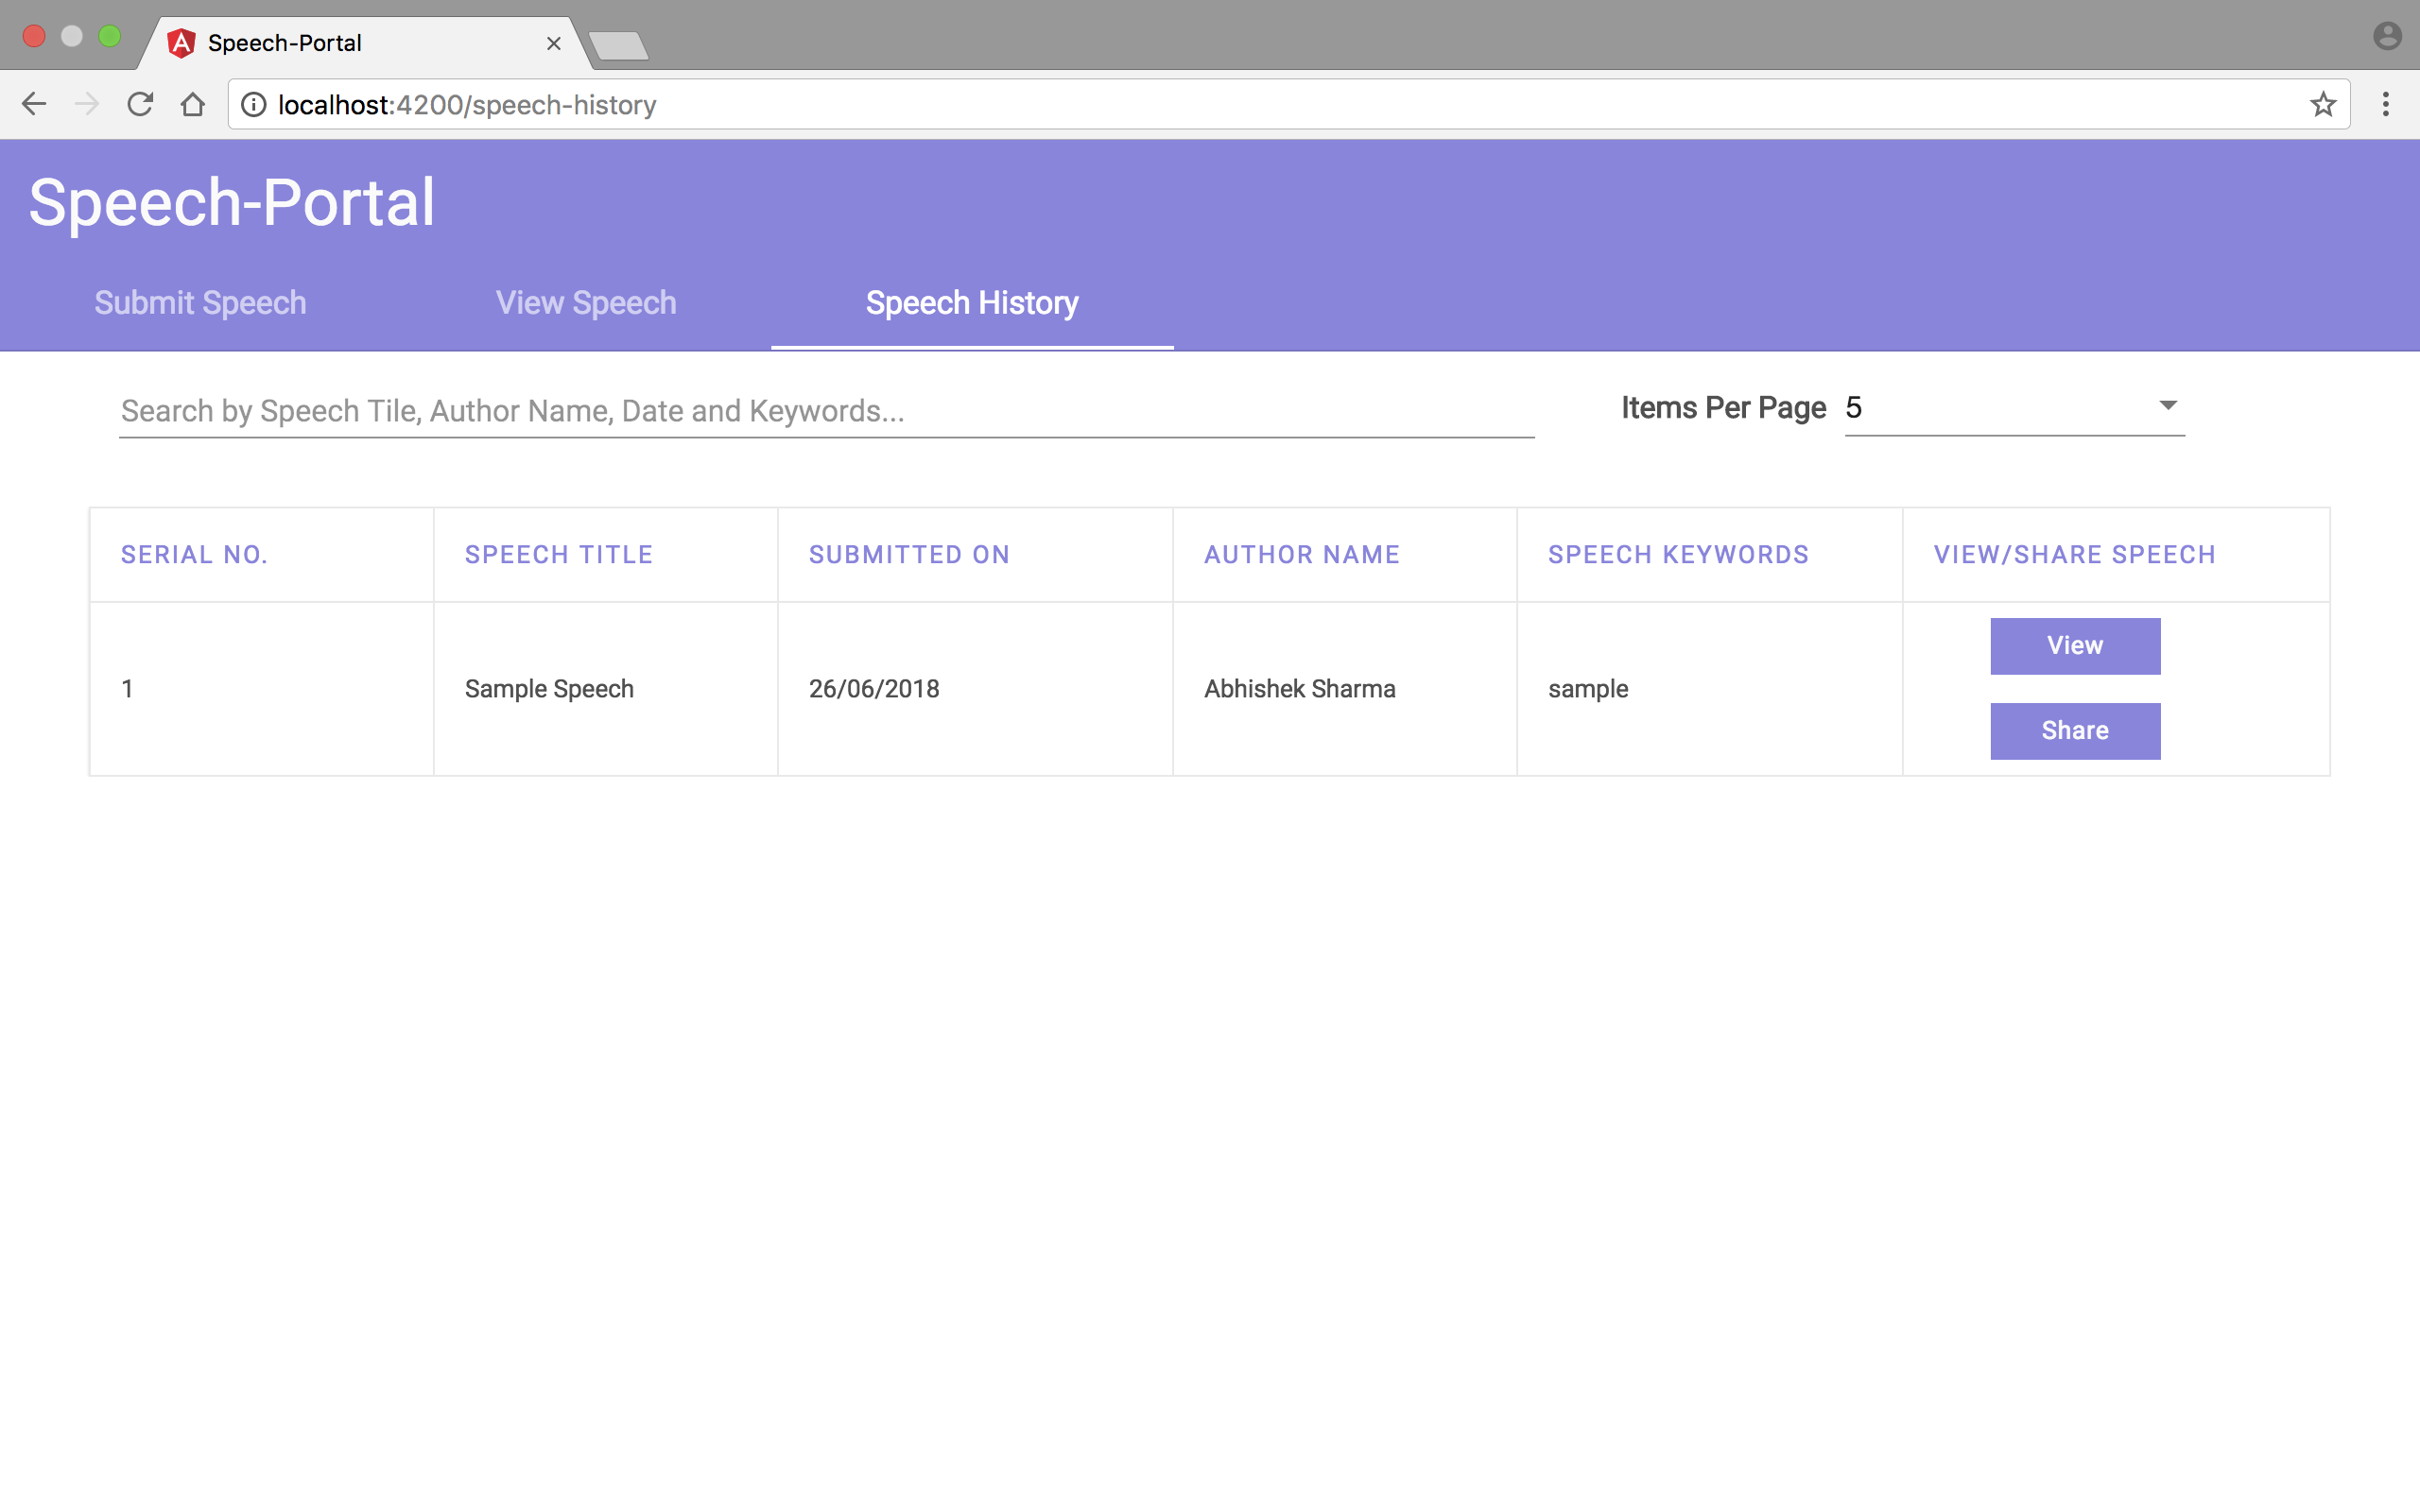 Speech-Portal
localhost:4200/speech-history
Speech-Portal
Submit Speech View Speech Speech History
Search by Speech Tile, Author Name, Date and Keywords... Items Per Page 5
SERIAL NO. SPEECH TITLE SUBMITTED ON AUTHOR NAME SPEECH KEYWORDS VIEW/SHARE SPEECH
View
1 Sample Speech 26/06/2018 Abhishek Sharma sample
Share